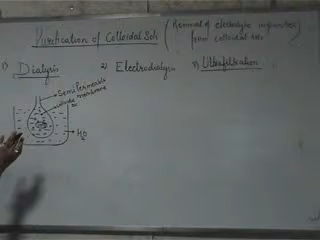 Purification of Colloidal Sols (Removal of electrolytic impurities
from colloidal sols
1) Dialysis 2) Electrodialysis 3) Ultrafiltration
Semi Permeable
membrane
H2O